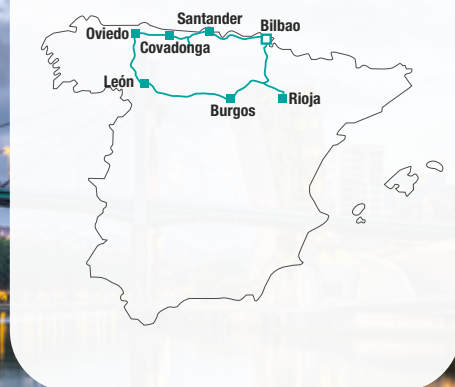 Santander
Bilbao
Oviedo
Covadonga
León
Rioja
Burgos